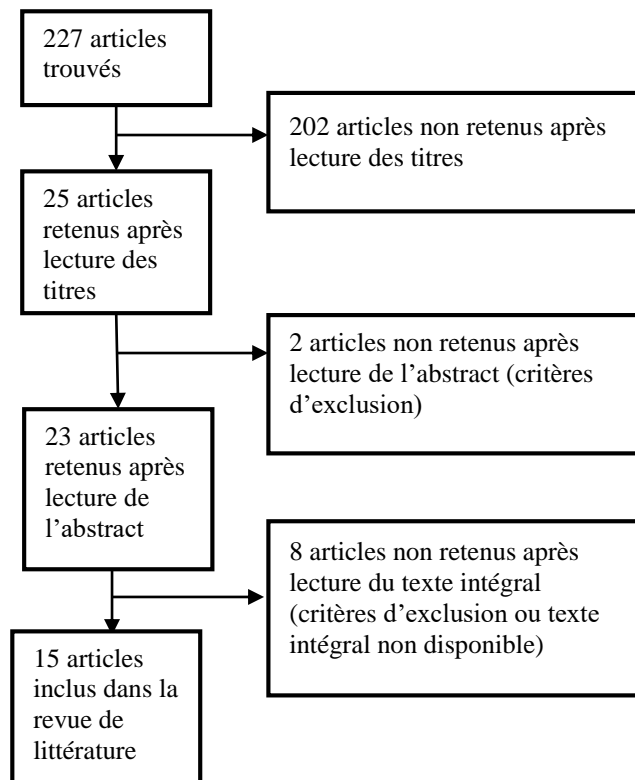 227 articles
trouvés
202 articles non retenus après
lecture des titres
25 articles
retenus après
lecture des
titres
2 articles non retenus après
lecture de l’abstract (critères
d’exclusion)
23 articles
retenus après
lecture de
l’abstract
8 articles non retenus après
lecture du texte intégral
(critères d’exclusion ou texte
intégral non disponible)
15 articles
inclus dans la
revue de
littérature